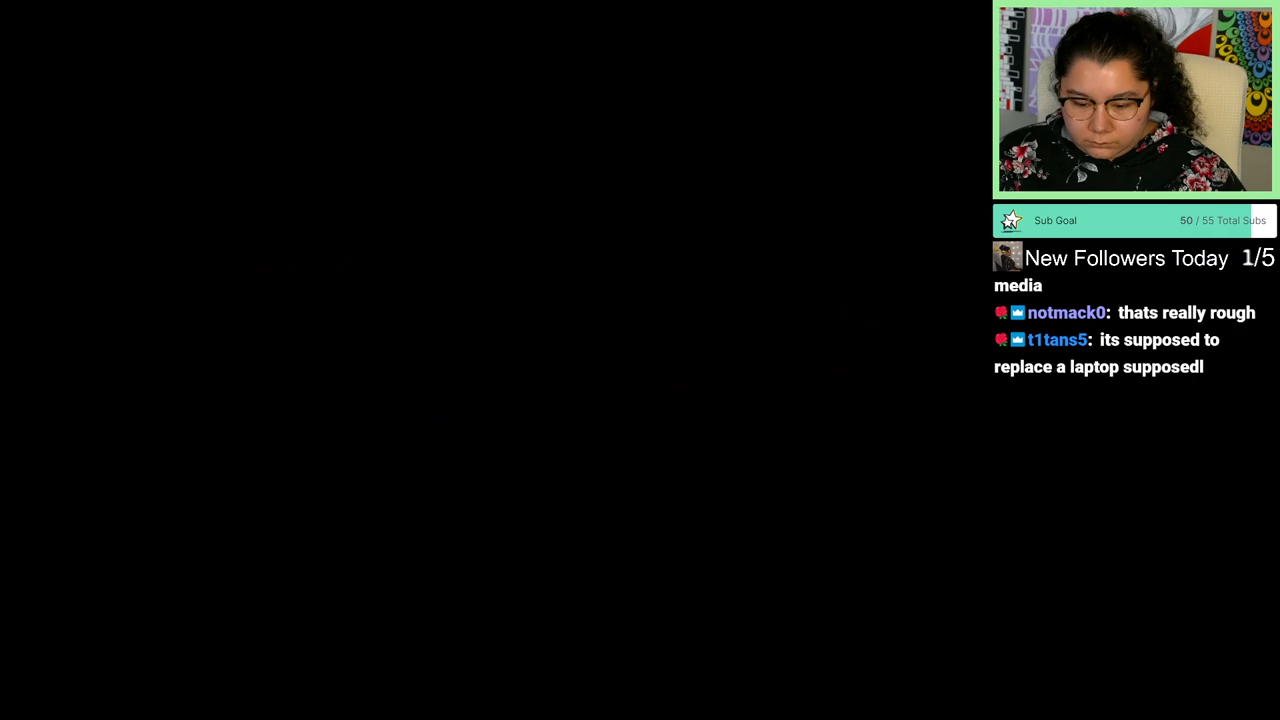 Sub Goal
50 / 55 Total Subs
New Followers Today 1/5
media
notmack0: thats really rough
t1tans5: its supposed to
replace a laptop supposedl